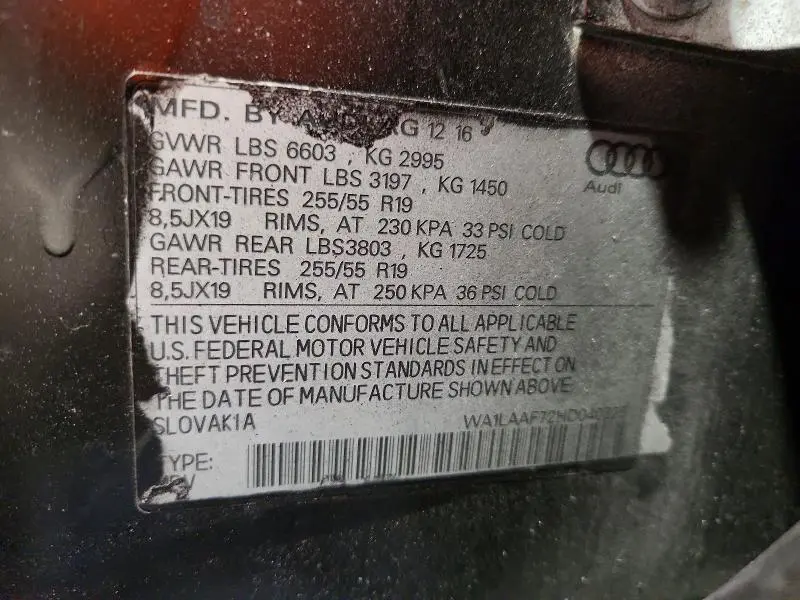 MFD. BY AUDI AG 12 16
GVWR LBS 6603 , KG 2995
GAWR FRONT LBS 3197 , KG 1450
FRONT-TIRES 255/55 R19
8,5JX19 RIMS, AT 230 KPA 33 PSI COLD
GAWR REAR LBS3803 , KG 1725
REAR-TIRES 255/55 R19
8,5JX19 RIMS, AT 250 KPA 36 PSI COLD
Audi
THIS VEHICLE CONFORMS TO ALL APPLICABLE
U.S. FEDERAL MOTOR VEHICLE SAFETY AND
THEFT PREVENTION STANDARDS IN EFFECT ON
THE DATE OF MANUFACTURE SHOWN ABOVE
SLOVAK1A
TYPE: